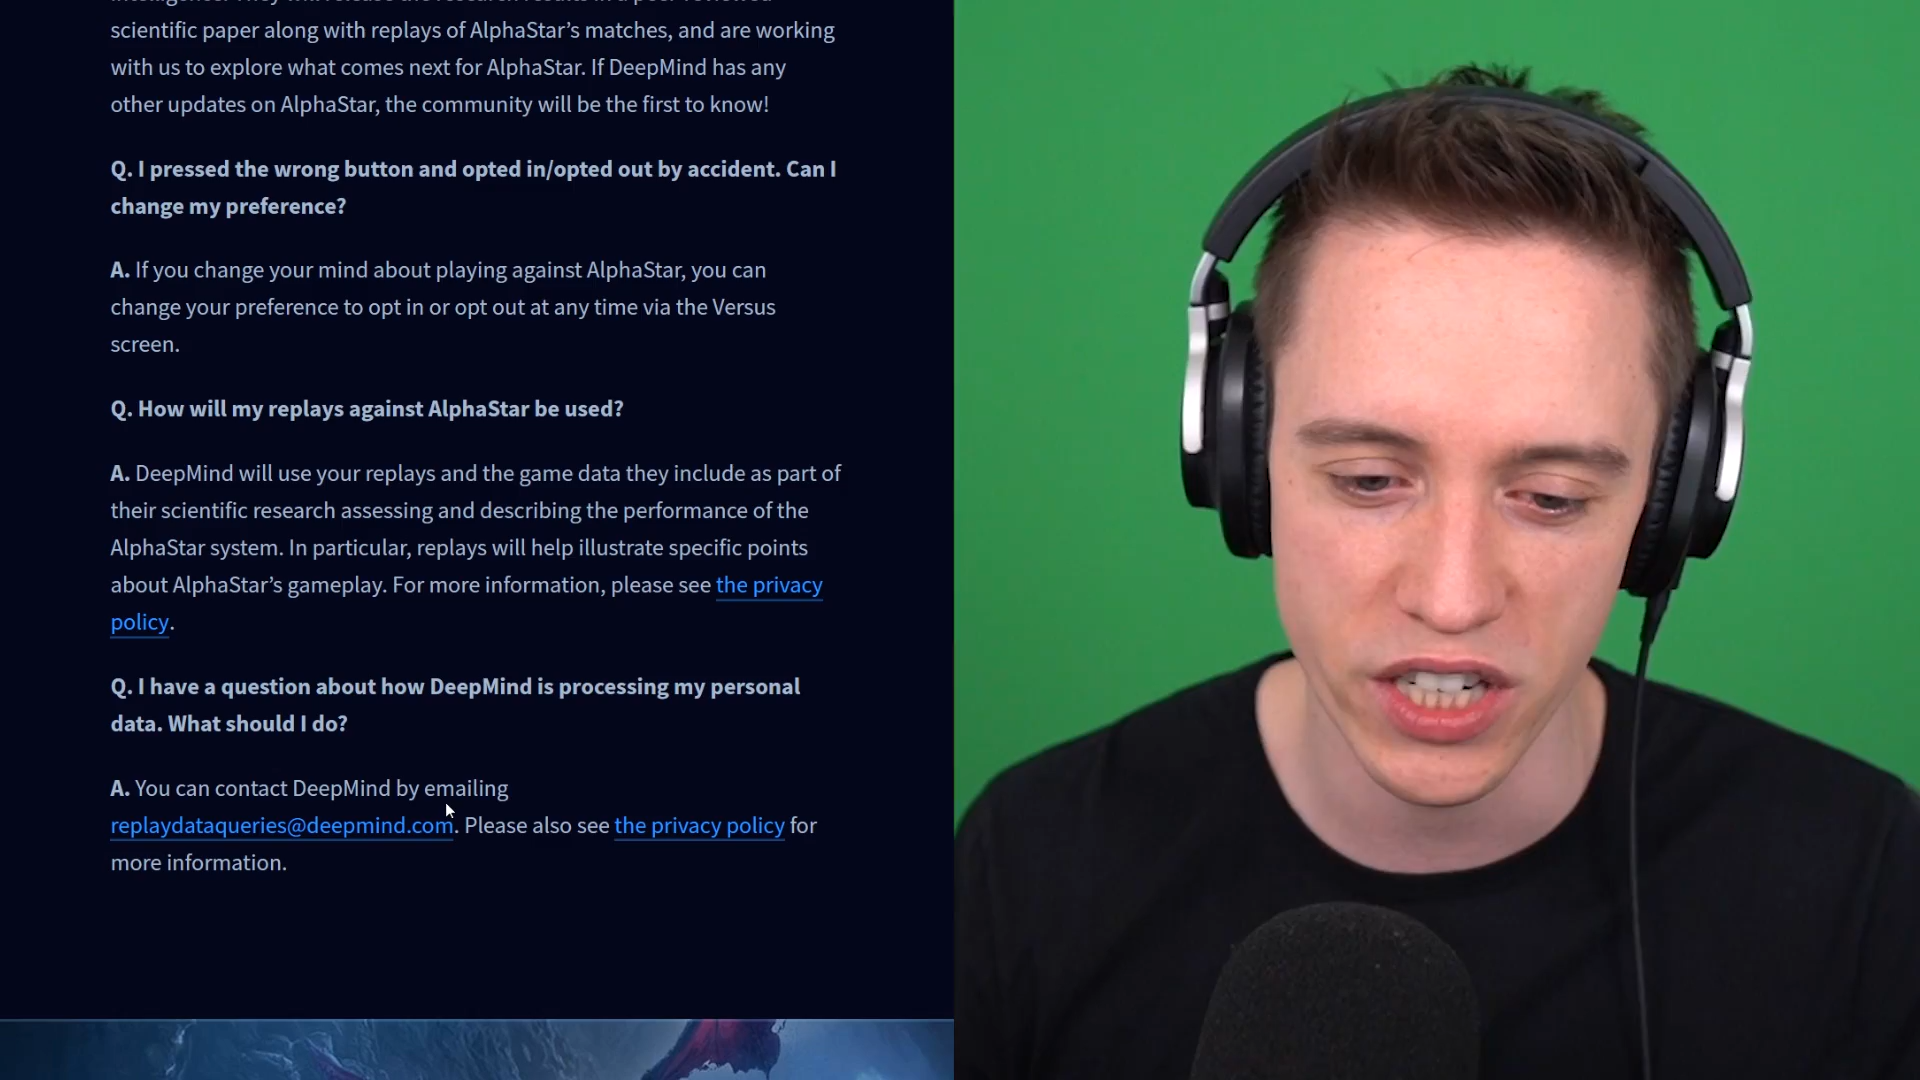 scientific paper along with replays of AlphaStar’s matches, and are working
with us to explore what comes next for AlphaStar. If DeepMind has any
other updates on AlphaStar, the community will be the first to know!
Q. I pressed the wrong button and opted in/opted out by accident. Can I
change my preference?
A. If you change your mind about playing against AlphaStar, you can
change your preference to opt in or opt out at any time via the Versus
screen.
Q. How will my replays against AlphaStar be used?
A. DeepMind will use your replays and the game data they include as part of
their scientific research assessing and describing the performance of the
AlphaStar system. In particular, replays will help illustrate specific points
about AlphaStar’s gameplay. For more information, please see the privacy
policy.
Q. I have a question about how DeepMind is processing my personal
data. What should I do?
A. You can contact DeepMind by emailing
replaydataqueries@deepmind.com. Please also see the privacy policy for
more information.